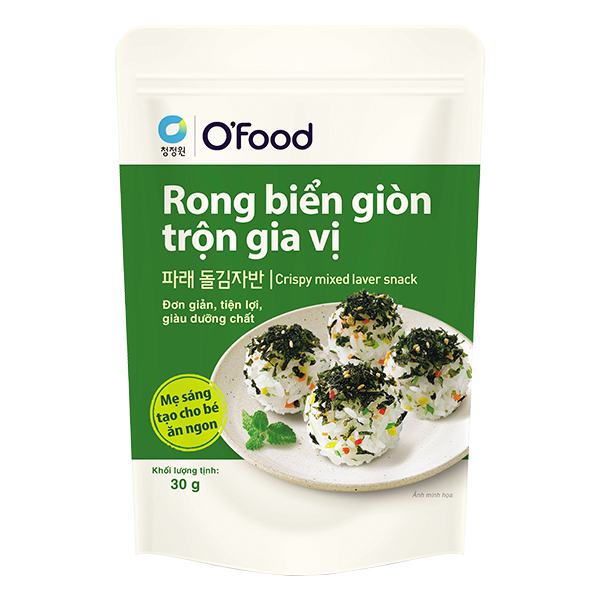 청정원
O'Food
Rong biển giòn
trộn gia vị
파래 돌김자반 | Crispy mixed laver snack
Đơn giản, tiện lợi,
giàu dưỡng chất
Mẹ sáng
tạo cho bé
ăn ngon
Khối lượng tịnh:
30 g
Ảnh minh họa